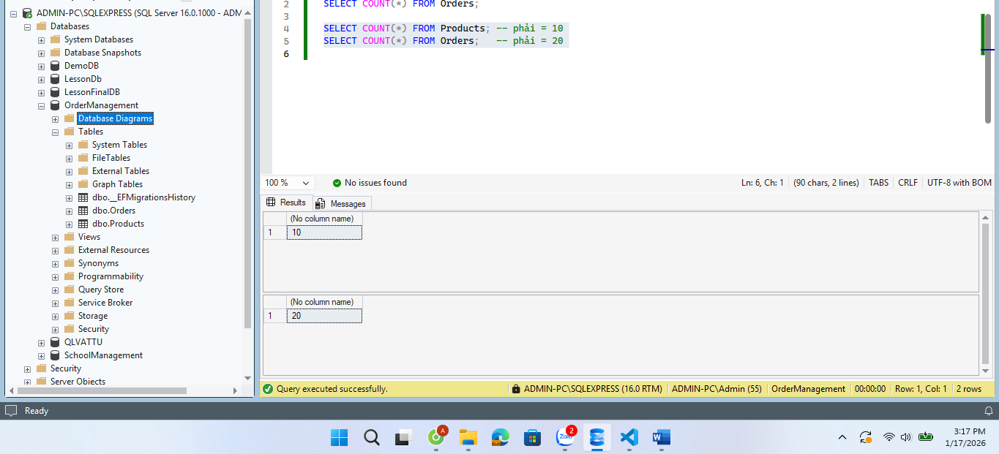 ADMIN-PC\SQLEXPRESS (SQL Server 16.0.1000 - ADM
Databases
System Databases
Database Snapshots
DemoDB
LessonDb
LessonFinalDB
OrderManagement
Database Diagrams
Tables
System Tables
FileTables
External Tables
Graph Tables
dbo.__EFMigrationsHistory
dbo.Orders
dbo.Products
Views
External Resources
Synonyms
Programmability
Query Store
Service Broker
Storage
Security
QLVATTU
SchoolManagement
Security
Server Objects
2 SELECT COUNT(*) FROM Orders;
3
4 SELECT COUNT(*) FROM Products; -- phải = 10
5 SELECT COUNT(*) FROM Orders; -- phải = 20
6
100 % No issues found Ln: 6, Ch: 1 (90 chars, 2 lines) TABS CRLF UTF-8 with BOM
Results Messages
(No column name)
1 10
(No column name)
1 20
Query executed successfully. ADMIN-PC\SQLEXPRESS (16.0 RTM) ADMIN-PC\Admin (55) OrderManagement 00:00:00 Row: 1, Col: 1 2 rows
Ready
A
Zalo 2
W
3:17 PM
1/17/2026